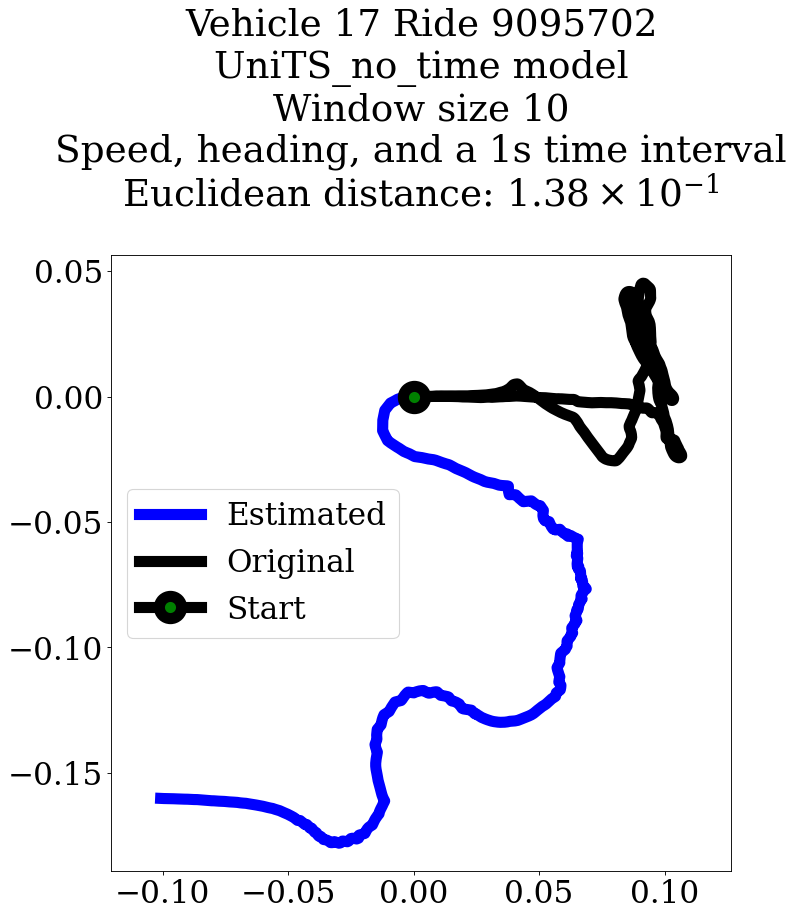 Vehicle 17 Ride 9095702
UniTS_no_time model
Window size 10
Speed, heading, and a 1s time interval
Euclidean distance: 1.38 × 10⁻¹
0.05
0.00
−0.05
−0.10
−0.15
Estimated
Original
Start
−0.10 −0.05 0.00 0.05 0.10